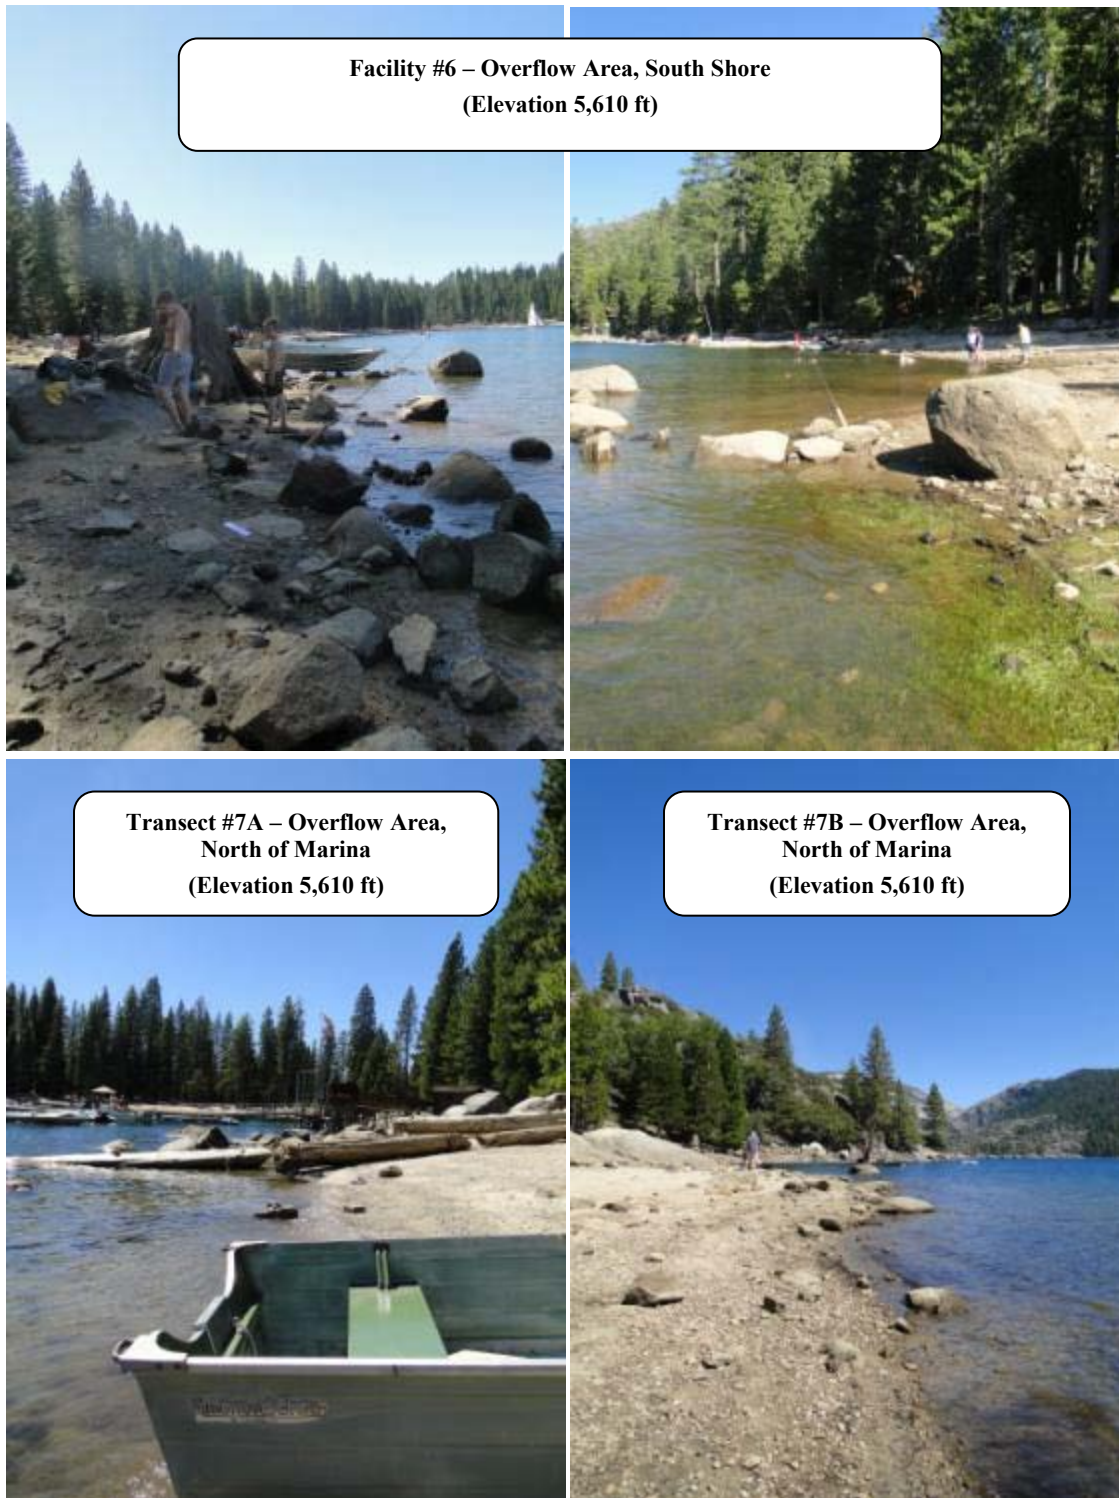 Facility #6 – Overflow Area, South Shore
(Elevation 5,610 ft)
Transect #7A – Overflow Area,
North of Marina
(Elevation 5,610 ft)
Transect #7B – Overflow Area,
North of Marina
(Elevation 5,610 ft)